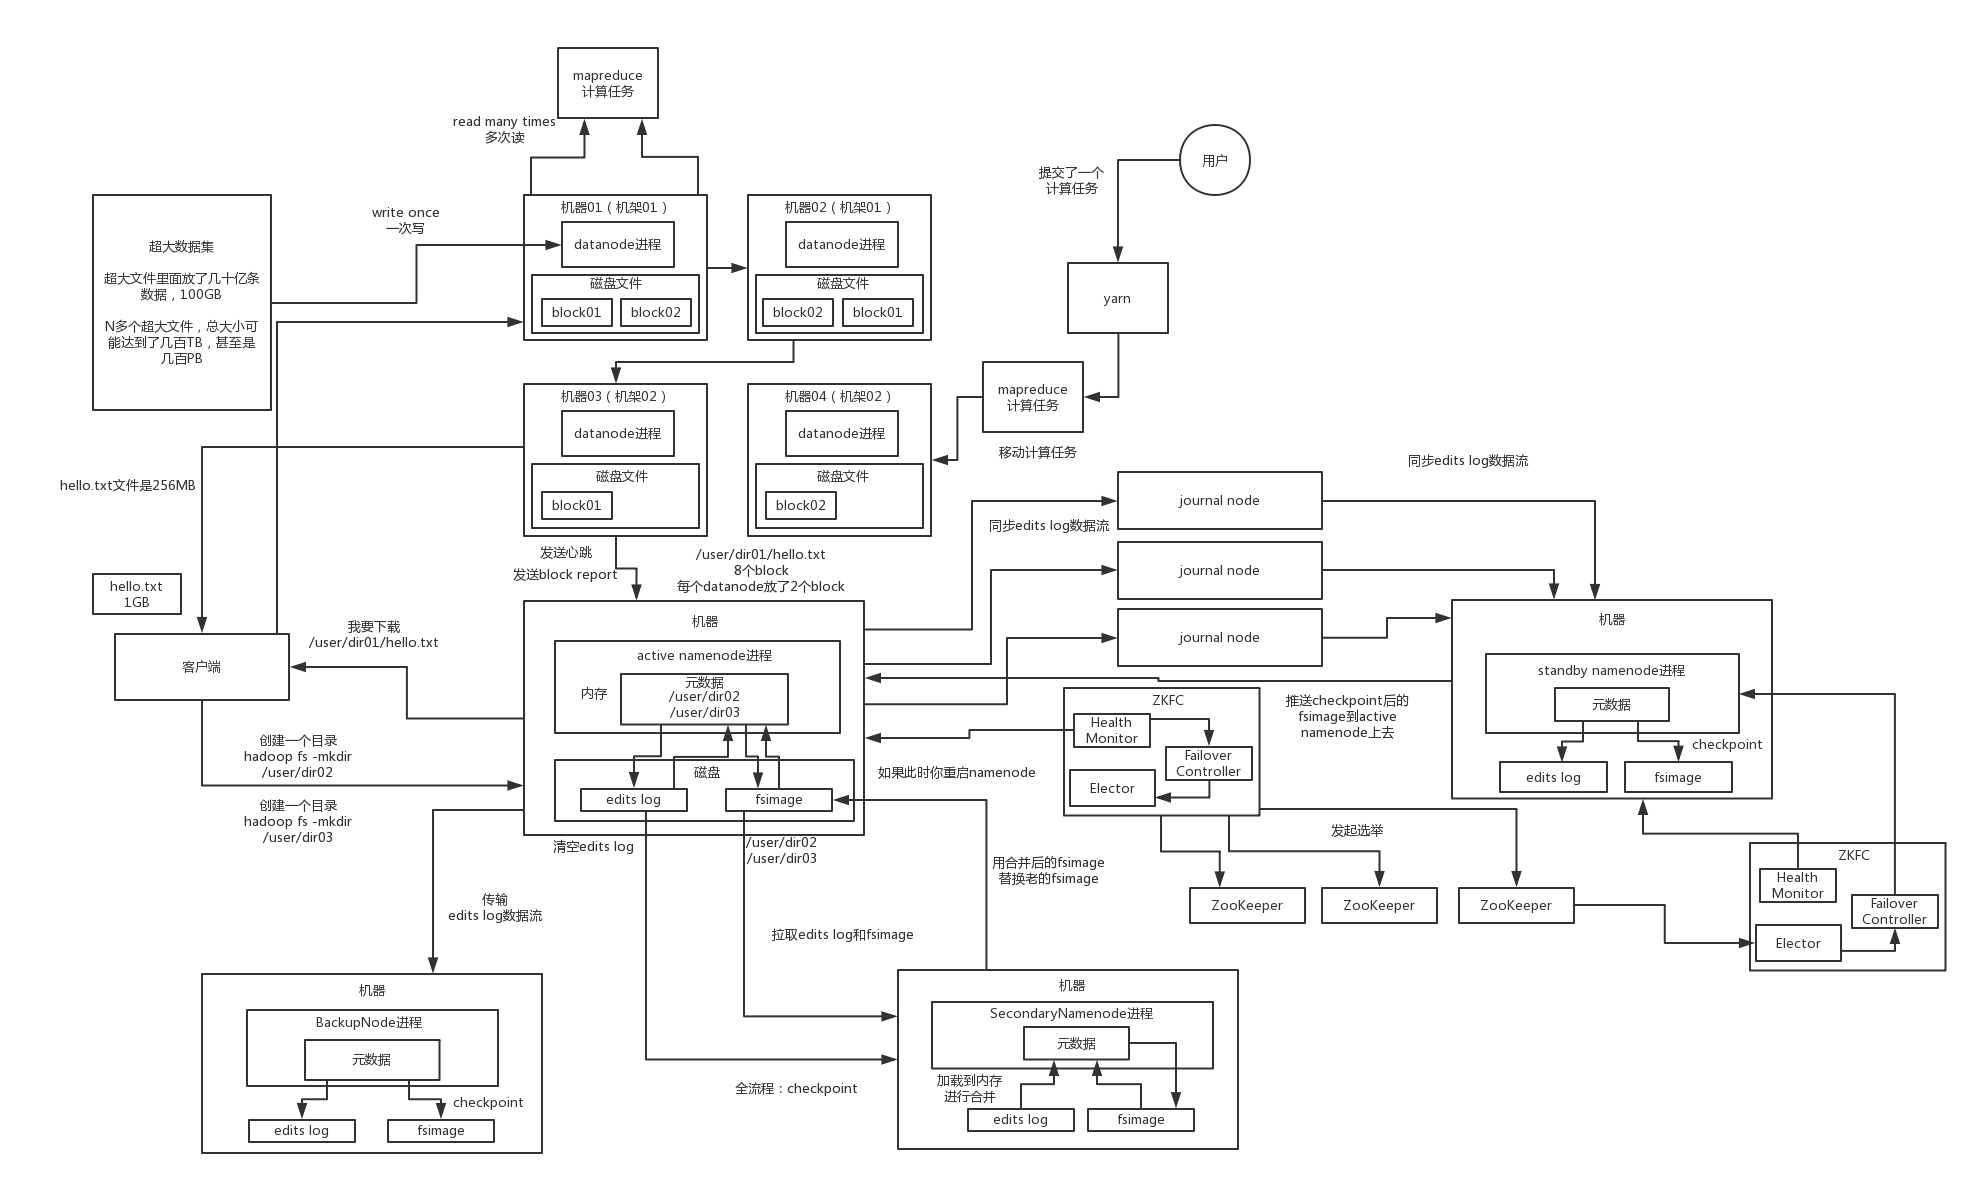 mapreduce
计算任务
read many times
多次读
用户
提交了一个
计算任务
超大数据集
超大文件里面放了几十亿条
数据，100GB
N多个超大文件，总大小可
能达到了几百TB，甚至是
几百PB
write once
一次写
机器01（机架01）
datanode进程
磁盘文件
block01
block02
机器02（机架01）
datanode进程
磁盘文件
block02
block01
yarn
mapreduce
计算任务
移动计算任务
机器03（机架02）
datanode进程
磁盘文件
block01
机器04（机架02）
datanode进程
磁盘文件
block02
hello.txt文件是256MB
hello.txt
1GB
客户端
我要下载
/user/dir01/hello.txt
创建一个目录
hadoop fs -mkdir
/user/dir02
创建一个目录
hadoop fs -mkdir
/user/dir03
发送心跳
发送block report
/user/dir01/hello.txt
8个block
每个datanode放了2个block
机器
active namenode进程
内存
元数据
/user/dir02
/user/dir03
磁盘
edits log
fsimage
清空edits log
/user/dir02
/user/dir03
同步edits log数据流
journal node
journal node
journal node
同步edits log数据流
机器
standby namenode进程
元数据
checkpoint
edits log
fsimage
推送checkpoint后的
fsimage到active
namenode上去
ZKFC
Health
Monitor
Failover
Controller
Elector
如果此时你重启namenode
发起选举
ZooKeeper
ZooKeeper
ZooKeeper
ZKFC
Health
Monitor
Failover
Controller
Elector
用合并后的fsimage
替换老的fsimage
传输
edits log数据流
拉取edits log和fsimage
机器
BackupNode进程
元数据
checkpoint
edits log
fsimage
全流程：checkpoint
机器
SecondaryNamenode进程
元数据
加载到内存
进行合并
edits log
fsimage